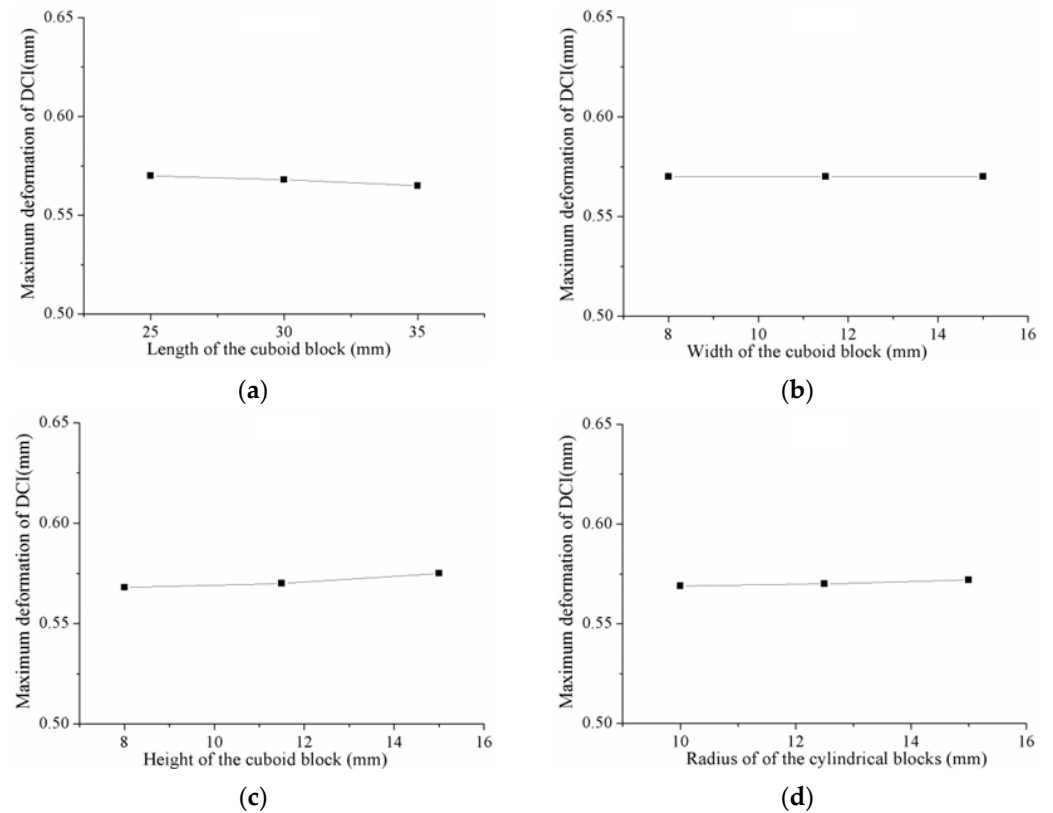 0.65
0.60
0.55
0.50
Maximum deformation of DCI(mm)
25
30
35
Length of the cuboid block (mm)
(a)
0.65
0.60
0.55
0.50
Maximum deformation of DCI(mm)
8
10
12
14
16
Width of the cuboid block (mm)
(b)
0.65
0.60
0.55
0.50
Maximum deformation of DCI(mm)
8
10
12
14
16
Height of the cuboid block (mm)
(c)
0.65
0.60
0.55
0.50
Maximum deformation of DCI(mm)
10
12
14
16
Radius of of the cylindrical blocks (mm)
(d)